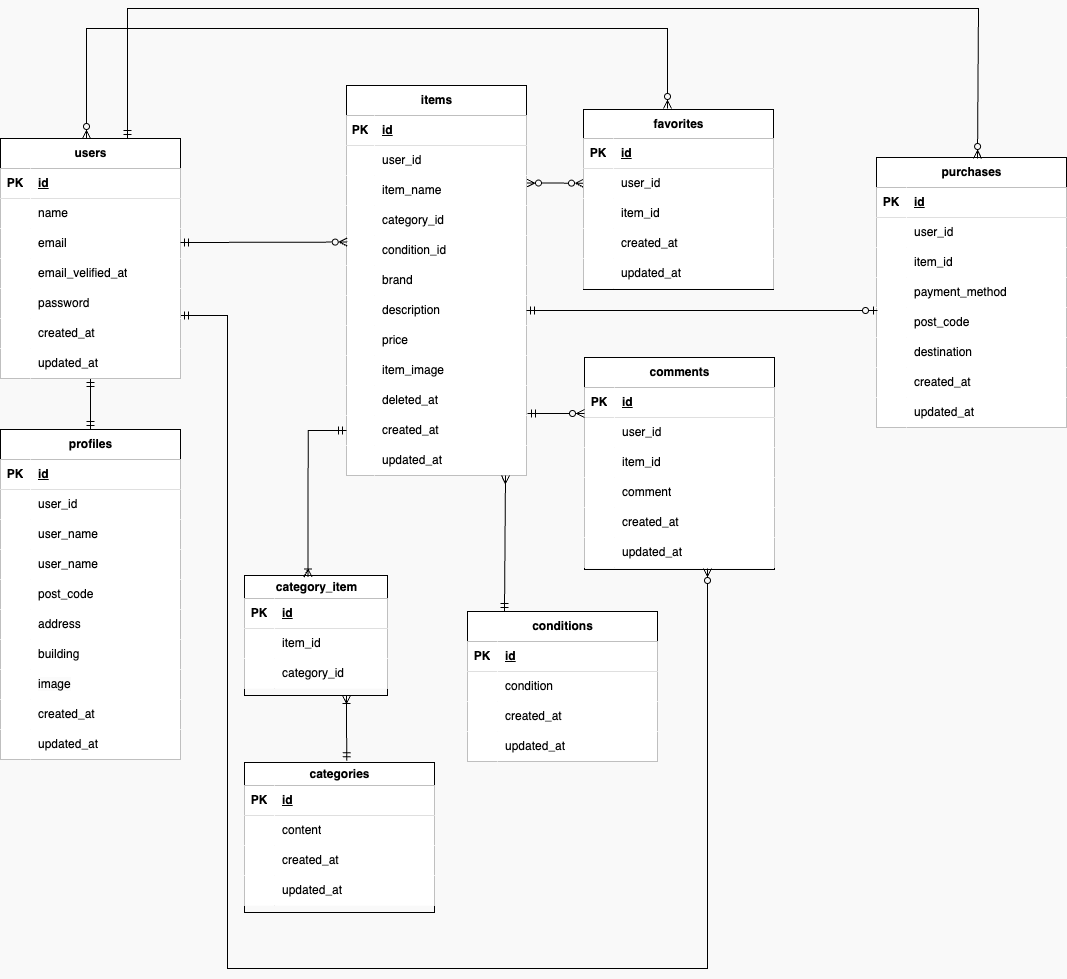 users
PK id
name
email
email_velified_at
password
created_at
updated_at
profiles
PK id
user_id
user_name
user_name
post_code
address
building
image
created_at
updated_at
items
PK id
user_id
item_name
category_id
condition_id
brand
description
price
item_image
deleted_at
created_at
updated_at
category_item
PK id
item_id
category_id
categories
PK id
content
created_at
updated_at
favorites
PK id
user_id
item_id
created_at
updated_at
comments
PK id
user_id
item_id
comment
created_at
updated_at
conditions
PK id
condition
created_at
updated_at
purchases
PK id
user_id
item_id
payment_method
post_code
destination
created_at
updated_at